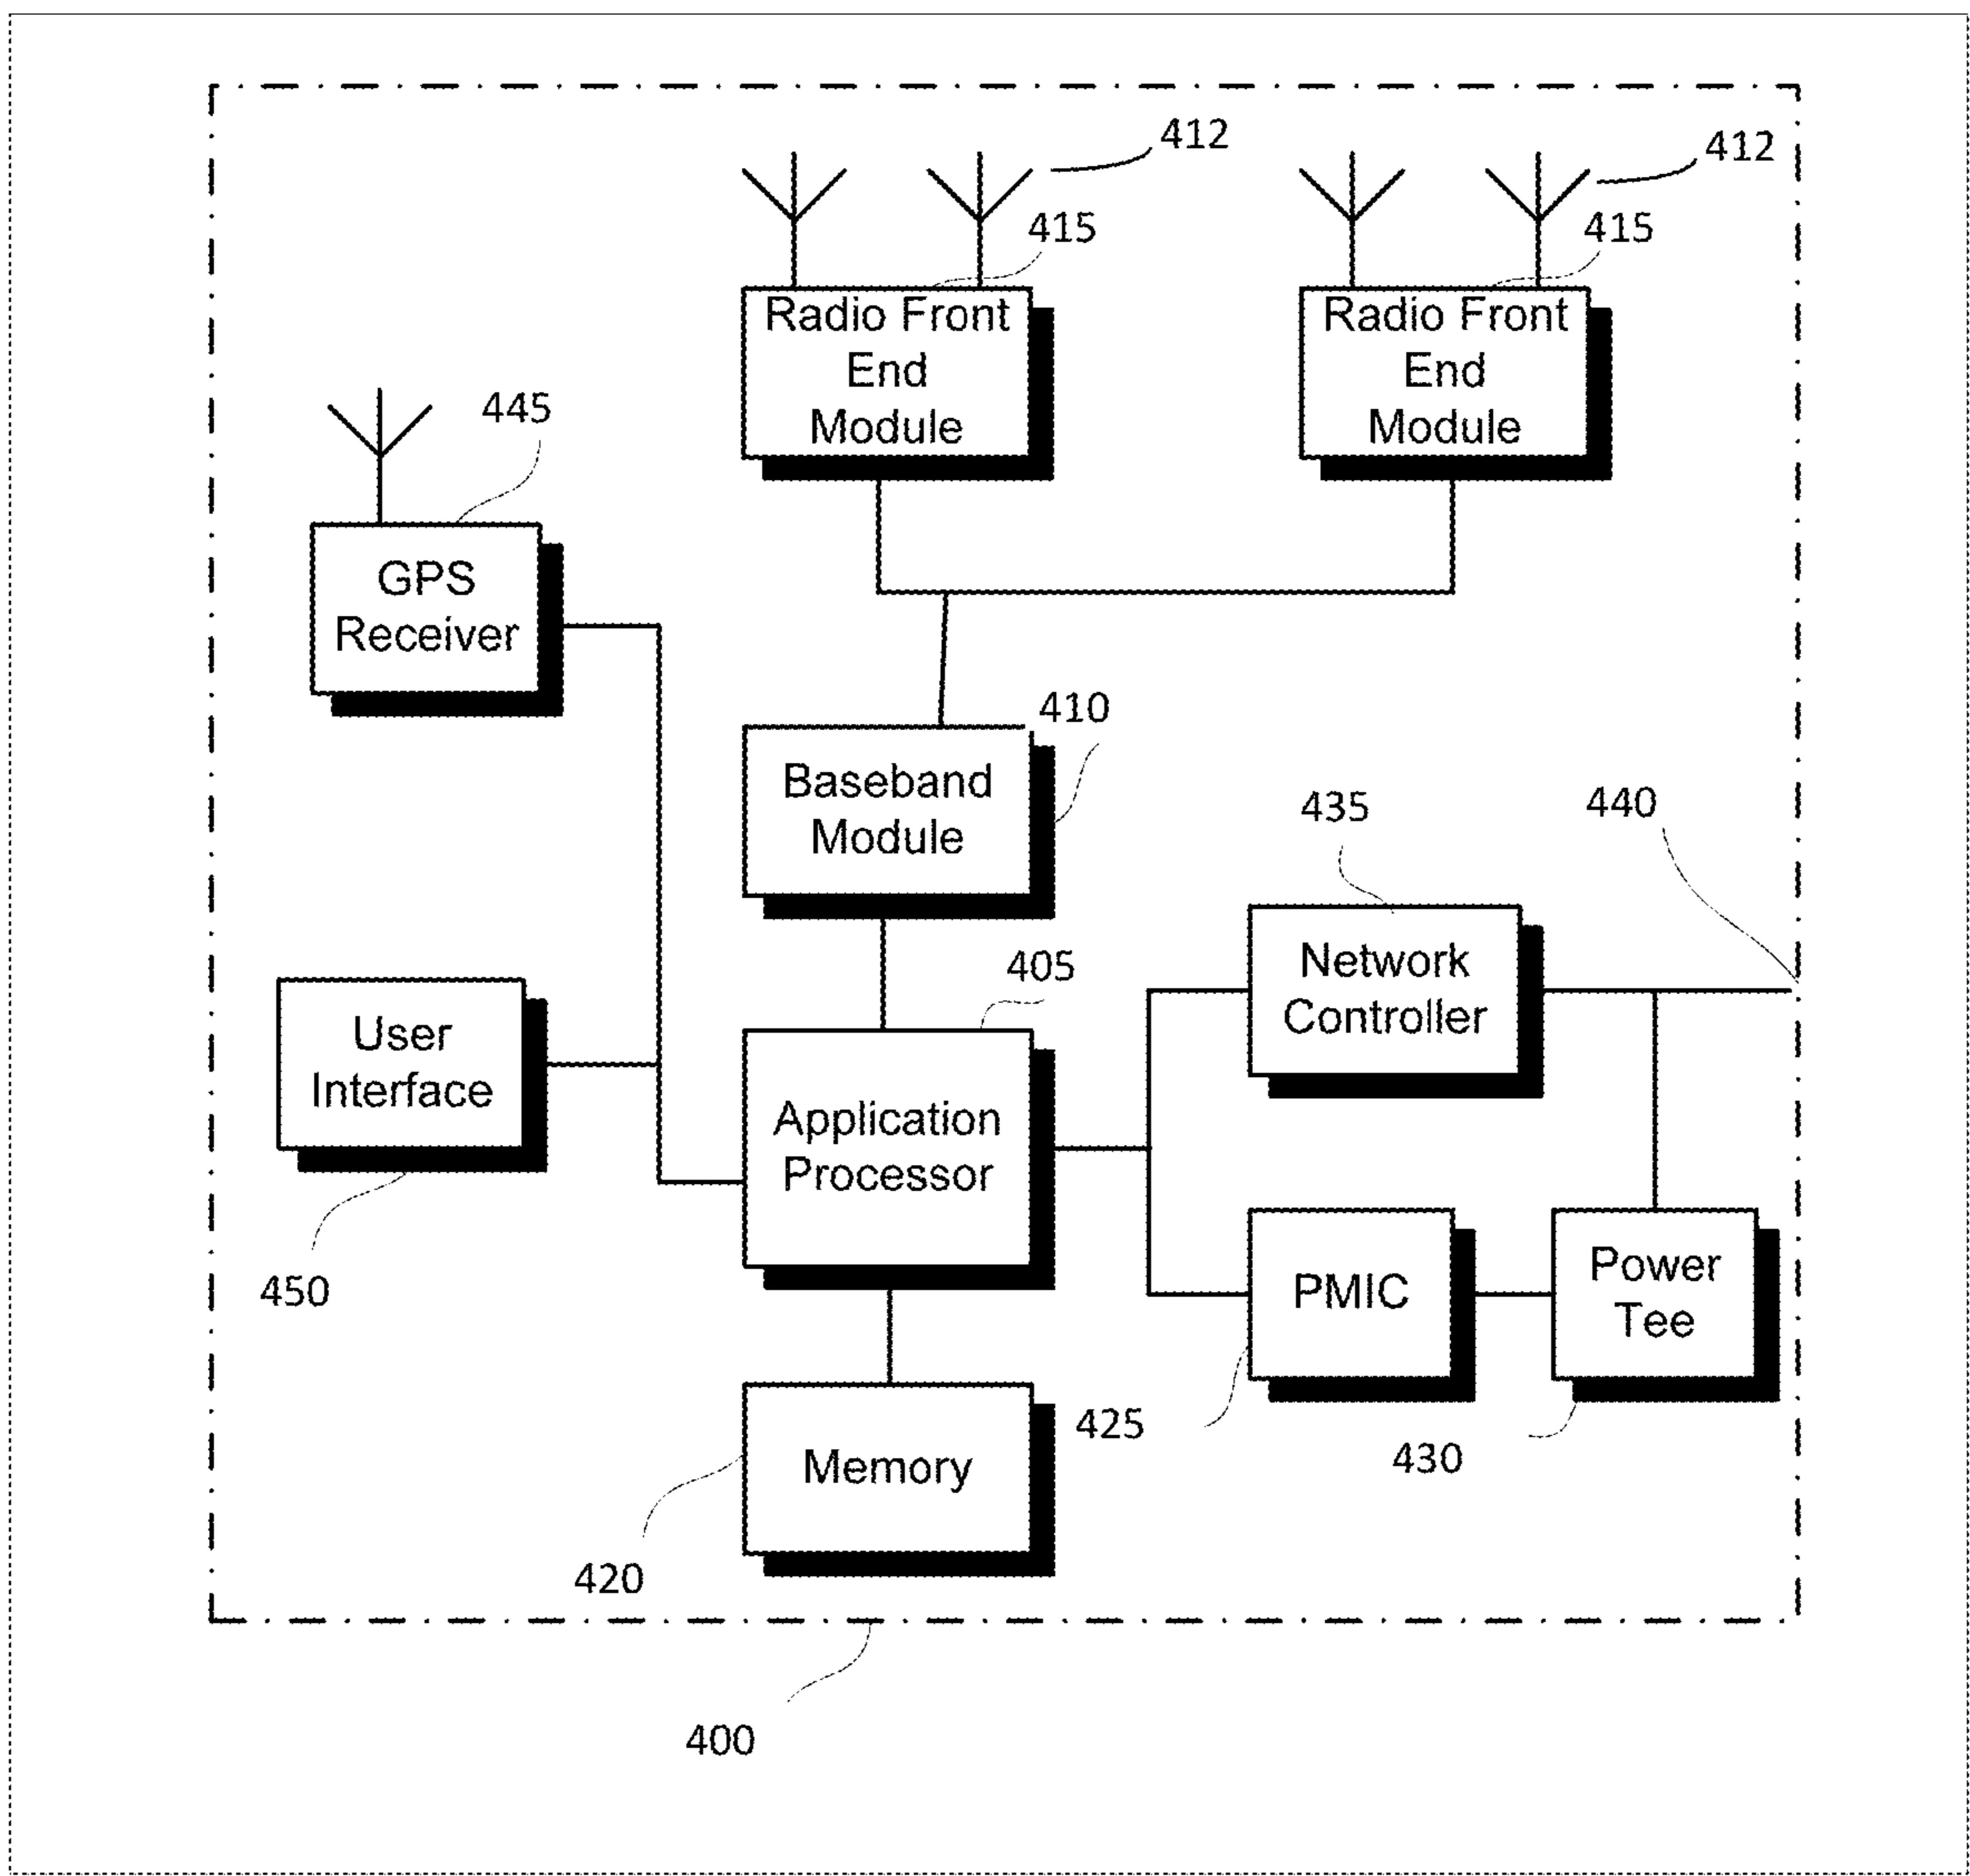 412
412
415
415
Radio Front
End
Module
Radio Front
End
Module
445
GPS
Receiver
410
Baseband
Module
435
440
Network
Controller
405
User
Interface
Application
Processor
450
PMIC
Power
Tee
425
430
Memory
420
400